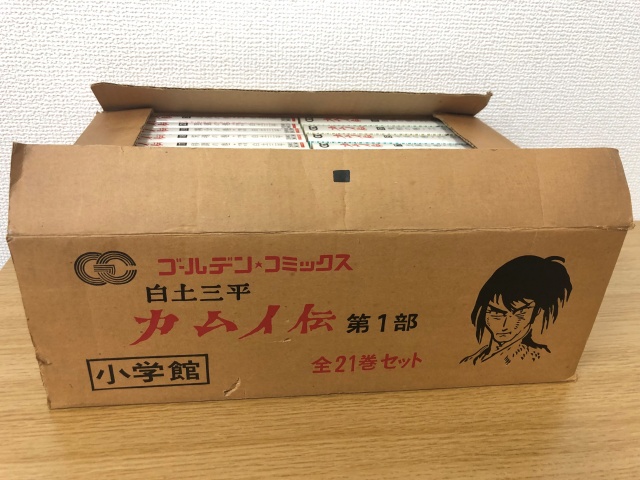 GC
ゴールデン★コミックス
白土三平
カムイ伝 第1部
小学館
全21巻セット